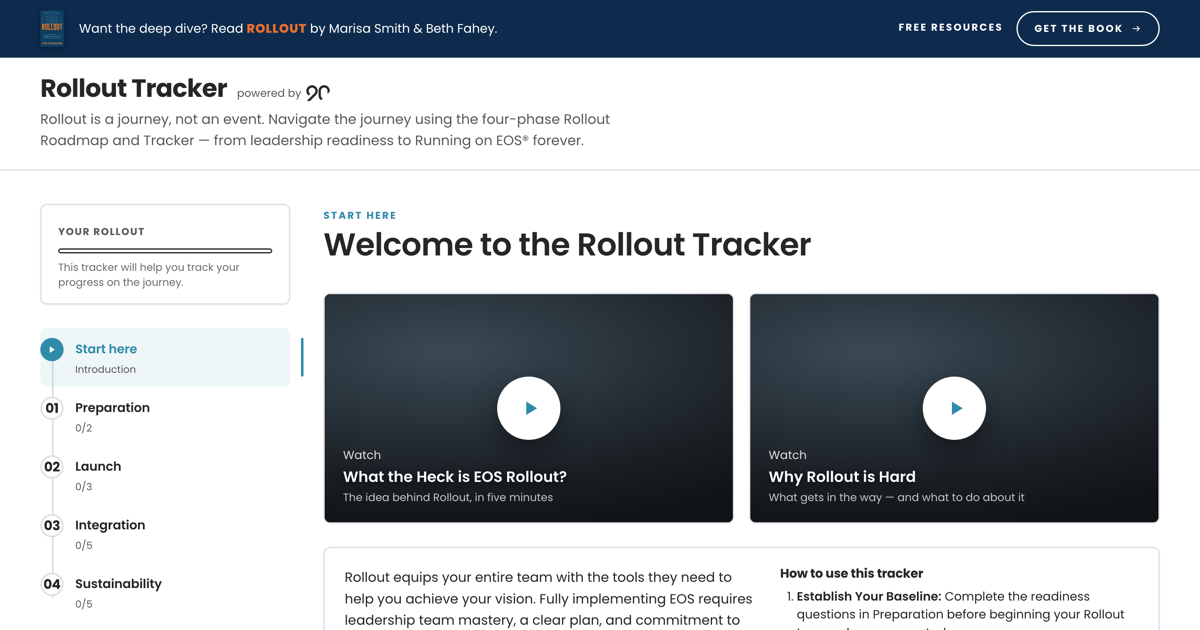 ROLLOUT
Want the deep dive? Read ROLLOUT by Marisa Smith & Beth Fahey.
FREE RESOURCES
GET THE BOOK →
Rollout Tracker powered by
Rollout is a journey, not an event. Navigate the journey using the four-phase Rollout
Roadmap and Tracker — from leadership readiness to Running on EOS® forever.
YOUR ROLLOUT
This tracker will help you track your
progress on the journey.
Start here
Introduction
01 Preparation
0/2
02 Launch
0/3
03 Integration
0/5
04 Sustainability
0/5
START HERE
Welcome to the Rollout Tracker
Watch
What the Heck is EOS Rollout?
The idea behind Rollout, in five minutes
Watch
Why Rollout is Hard
What gets in the way — and what to do about it
Rollout equips your entire team with the tools they need to
help you achieve your vision. Fully implementing EOS requires
leadership team mastery, a clear plan, and commitment to
How to use this tracker
1. Establish Your Baseline: Complete the readiness
questions in Preparation before beginning your Rollout